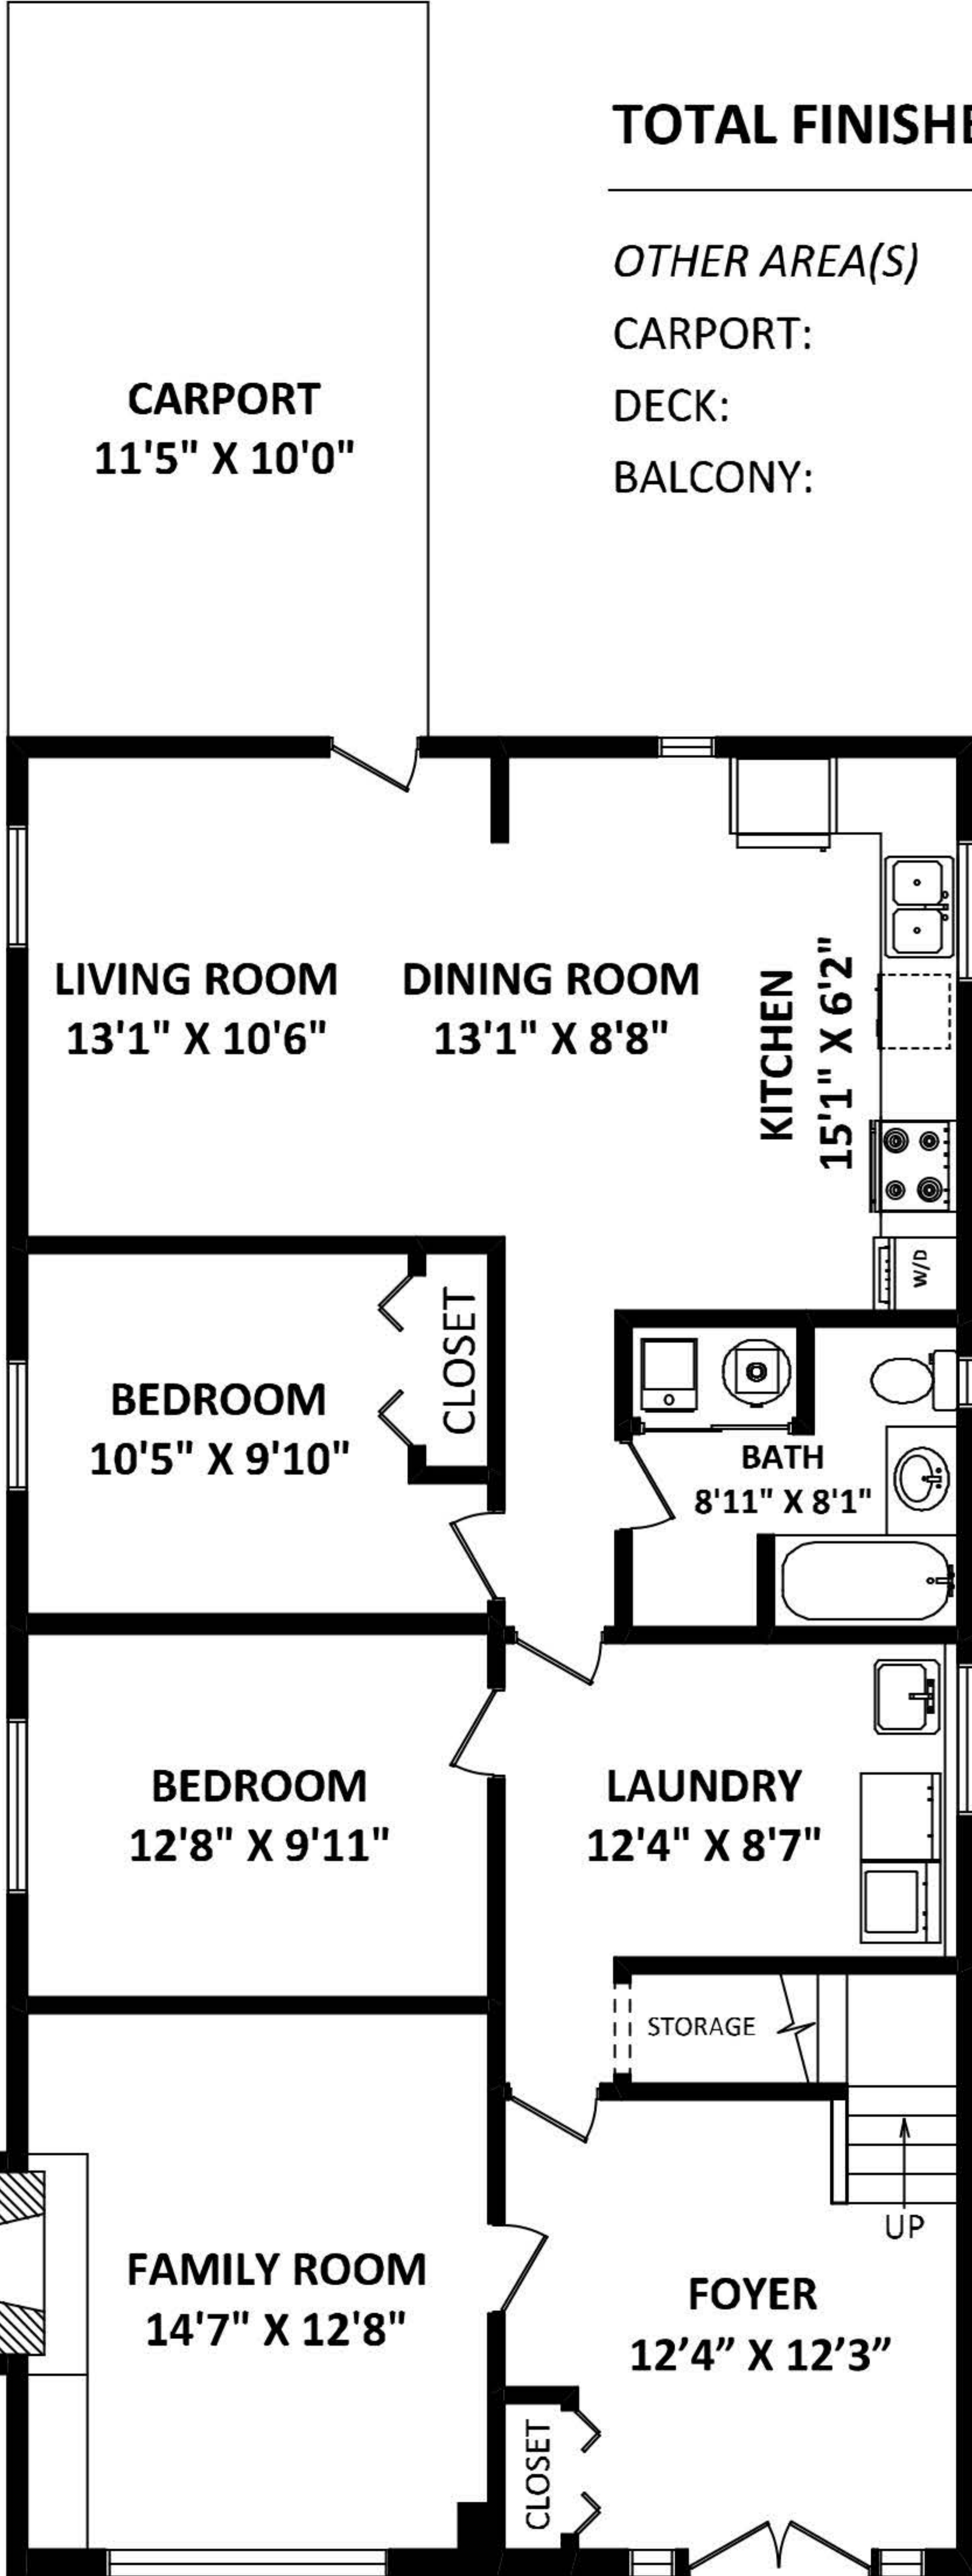 TOTAL FINISHE
OTHER AREA(S)
CARPORT:
DECK:
BALCONY:
CARPORT
11'5" X 10'0"
LIVING ROOM
13'1" X 10'6"
DINING ROOM
13'1" X 8'8"
KITCHEN
15'1" X 6'2"
W/D
BEDROOM
10'5" X 9'10"
CLOSET
BATH
8'11" X 8'1"
BEDROOM
12'8" X 9'11"
LAUNDRY
12'4" X 8'7"
STORAGE
UP
FAMILY ROOM
14'7" X 12'8"
FOYER
12’4” X 12’3”
CLOSET